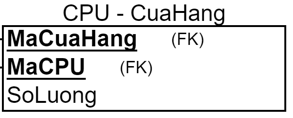 CPU - CuaHang
MaCuaHang (FK)
MaCPU (FK)
SoLuong